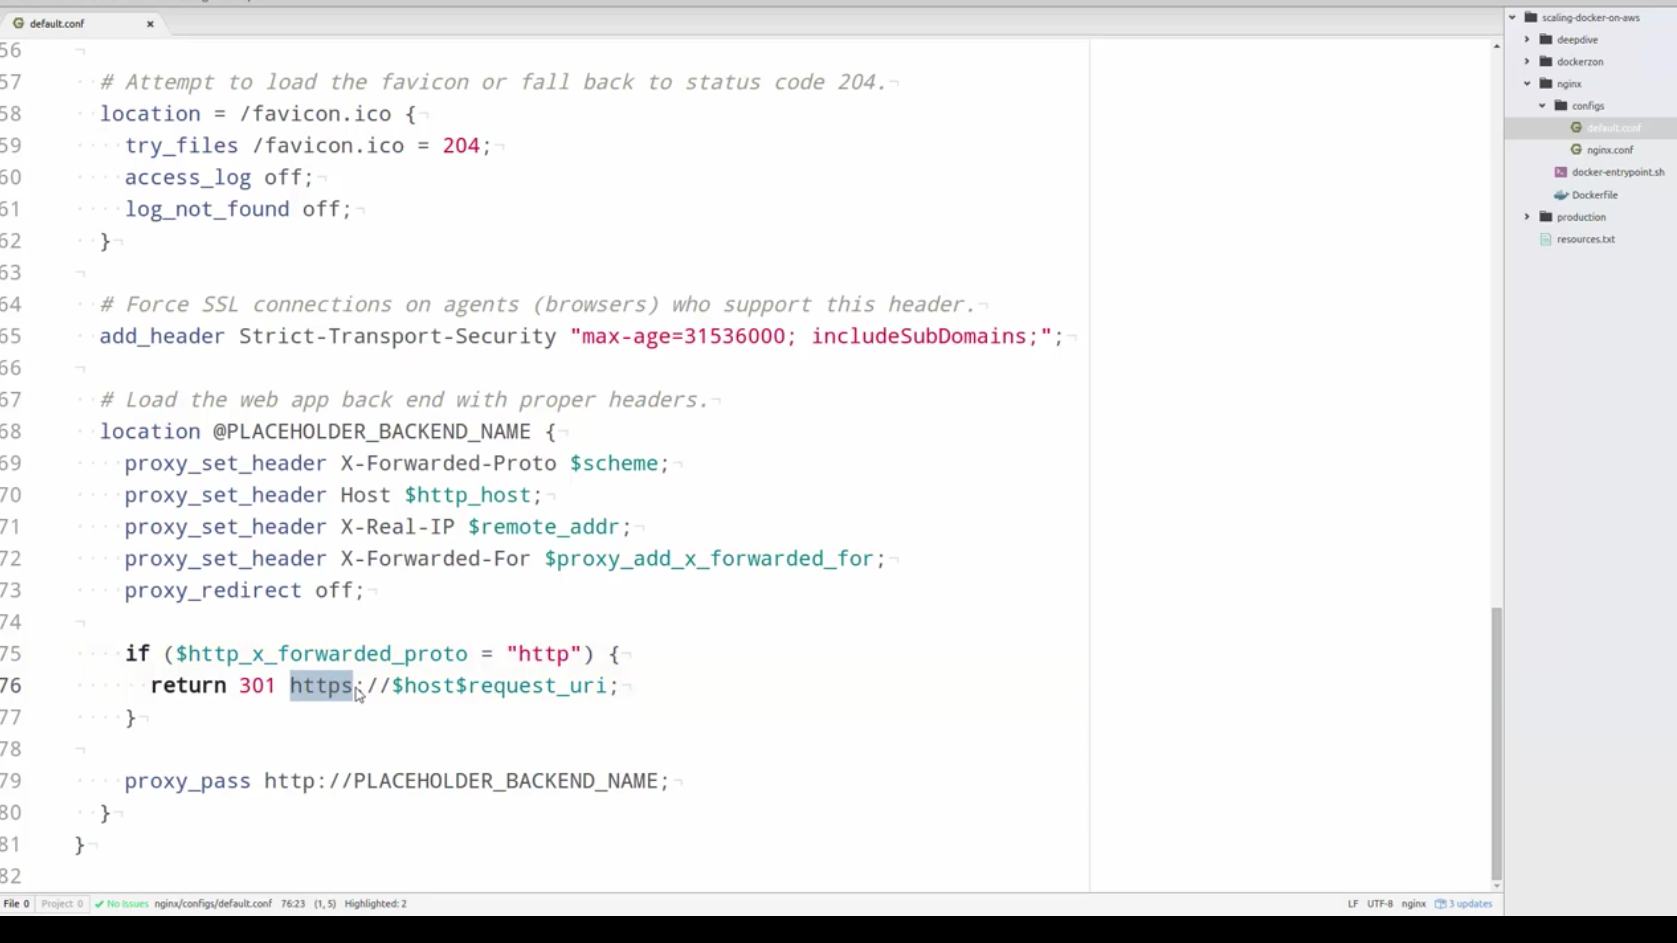 default.conf
56
57 # Attempt to load the favicon or fall back to status code 204.
58 location = /favicon.ico {
59 try_files /favicon.ico = 204;
60 access_log off;
61 log_not_found off;
62 }
63
64 # Force SSL connections on agents (browsers) who support this header.
65 add_header Strict-Transport-Security "max-age=31536000; includeSubDomains;";
66
67 # Load the web app back end with proper headers.
68 location @PLACEHOLDER_BACKEND_NAME {
69 proxy_set_header X-Forwarded-Proto $scheme;
70 proxy_set_header Host $http_host;
71 proxy_set_header X-Real-IP $remote_addr;
72 proxy_set_header X-Forwarded-For $proxy_add_x_forwarded_for;
73 proxy_redirect off;
74
75 if ($http_x_forwarded_proto = "http") {
76 return 301 https://$host$request_uri;
77 }
78
79 proxy_pass http://PLACEHOLDER_BACKEND_NAME;
80 }
81 }
82
File 0 Project 0 No Issues nginx/configs/default.conf 76:23 (1, 5) Highlighted: 2 LF UTF-8 nginx 3 updates
scaling-docker-on-aws
deepdive
dockerzon
nginx
configs
default.conf
nginx.conf
docker-entrypoint.sh
Dockerfile
production
resources.txt